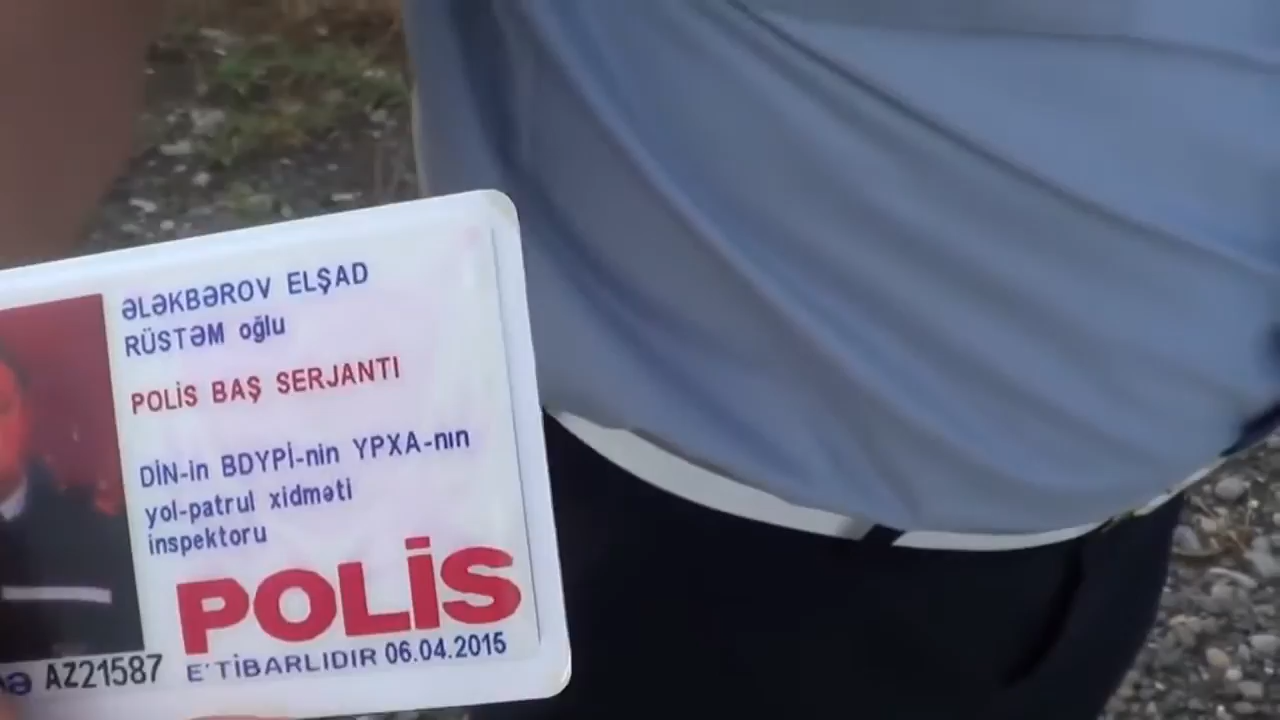 ƏLƏKBƏROV ELŞAD
RÜSTƏM oğlu
POLİS BAŞ SERJANTI
DİN-in BDYPİ-nin YPXA-nın
yol-patrul xidməti
inspektoru
POLİS
AZ21587
E'TİBARLIDIR 06.04.2015